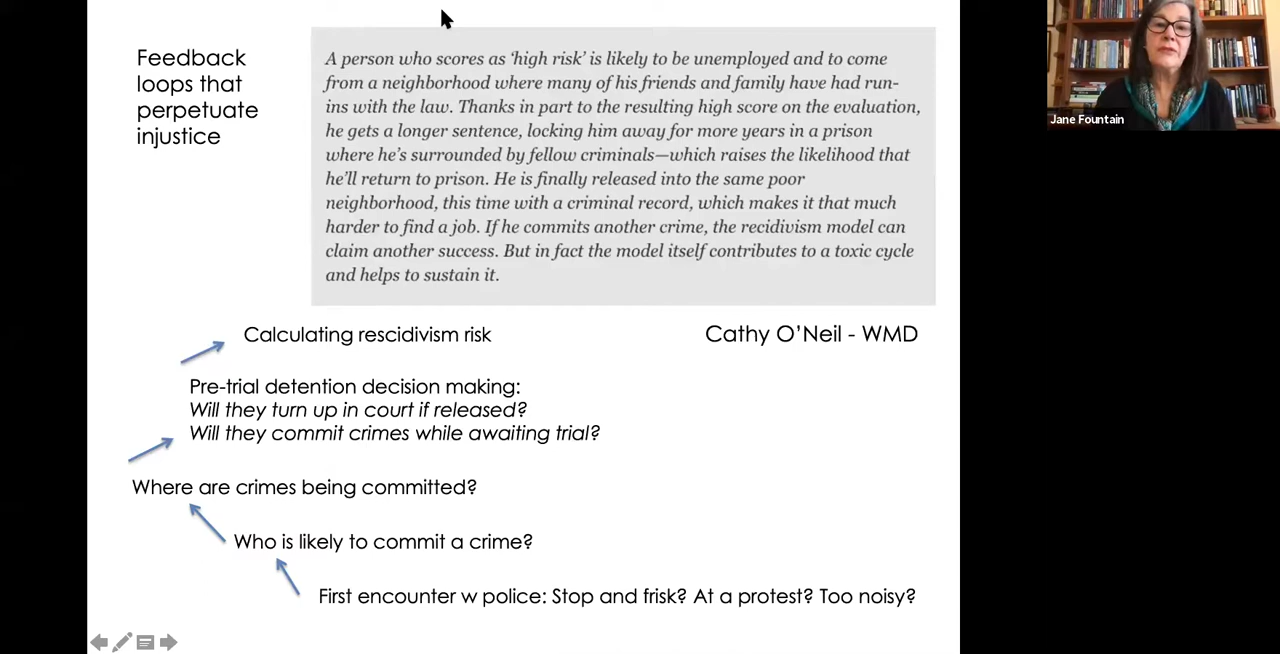 Feedback
loops that
perpetuate
injustice
A person who scores as ‘high risk’ is likely to be unemployed and to come
from a neighborhood where many of his friends and family have had run-
ins with the law. Thanks in part to the resulting high score on the evaluation,
he gets a longer sentence, locking him away for more years in a prison
where he’s surrounded by fellow criminals—which raises the likelihood that
he’ll return to prison. He is finally released into the same poor
neighborhood, this time with a criminal record, which makes it that much
harder to find a job. If he commits another crime, the recidivism model can
claim another success. But in fact the model itself contributes to a toxic cycle
and helps to sustain it.
Jane Fountain
Calculating rescidivism risk
Cathy O’Neil - WMD
Pre-trial detention decision making:
Will they turn up in court if released?
Will they commit crimes while awaiting trial?
Where are crimes being committed?
Who is likely to commit a crime?
First encounter w police: Stop and frisk? At a protest? Too noisy?